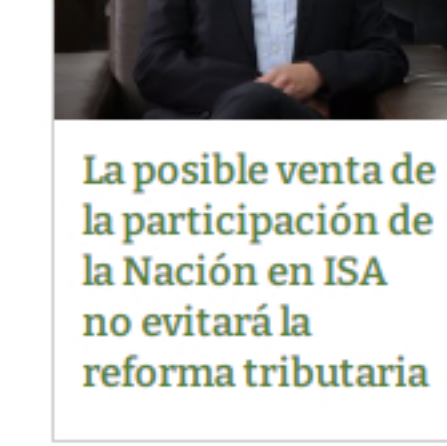 La posible venta de
la participación de
la Nación en ISA
no evitará la
reforma tributaria